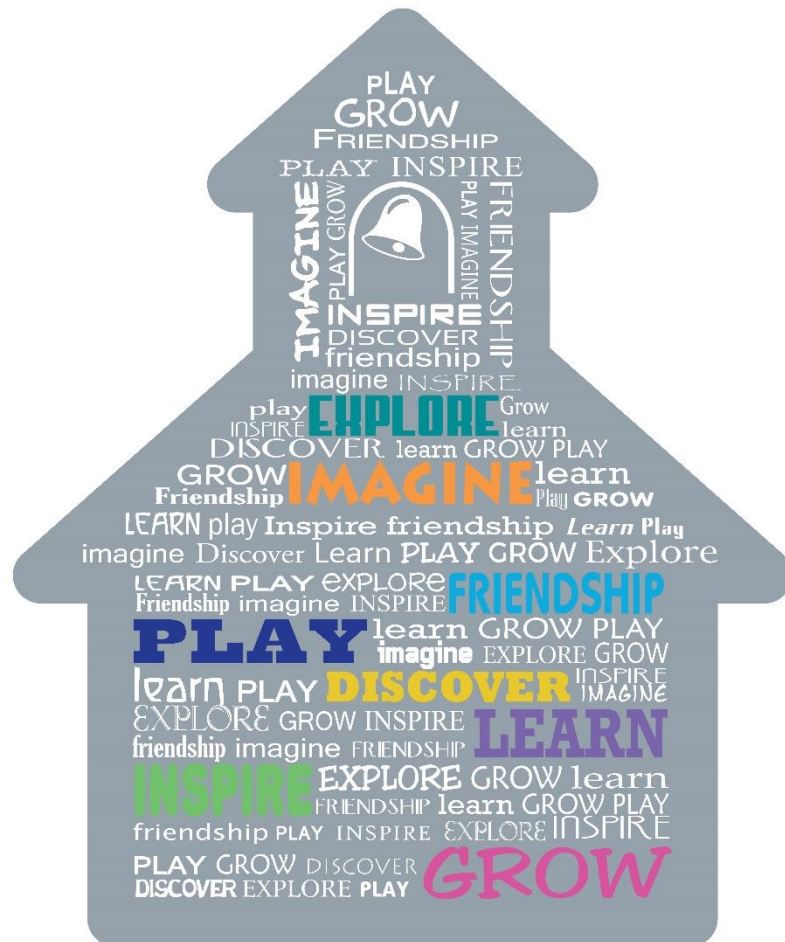 PLAY
GROW
FRIENDSHIP
PLAY INSPIRE
IMAGINE
PLAY GROW
PLAY IMAGINE
FRIENDSHIP
INSPIRE
DISCOVER
friendship
imagine INSPIRE
play EXPLORE Grow
INSPIRE learn
DISCOVER learn GROW PLAY
GROW IMAGINE learn
Friendship Play GROW
LEARN play Inspire friendship Learn Play
imagine Discover Learn PLAY GROW Explore
LEARN PLAY eXPLORe FRIENDSHIP
Friendship imagine INSPIRE
PLAY learn GROW PLAY
imagine EXPLORE GROW
learn PLAY DISCOVER INSPIRE
IMAGINE
EXPLORE GROW INSPIRE LEARN
friendship imagine FRIENDSHIP
INSPIRE EXPLORE GROW learn
FRIENDSHIP learn GROW PLAY
friendship PLAY INSPIRE EXPLORE INSPIRE
PLAY GROW DISCOVER GROW
DISCOVER EXPLORE PLAY